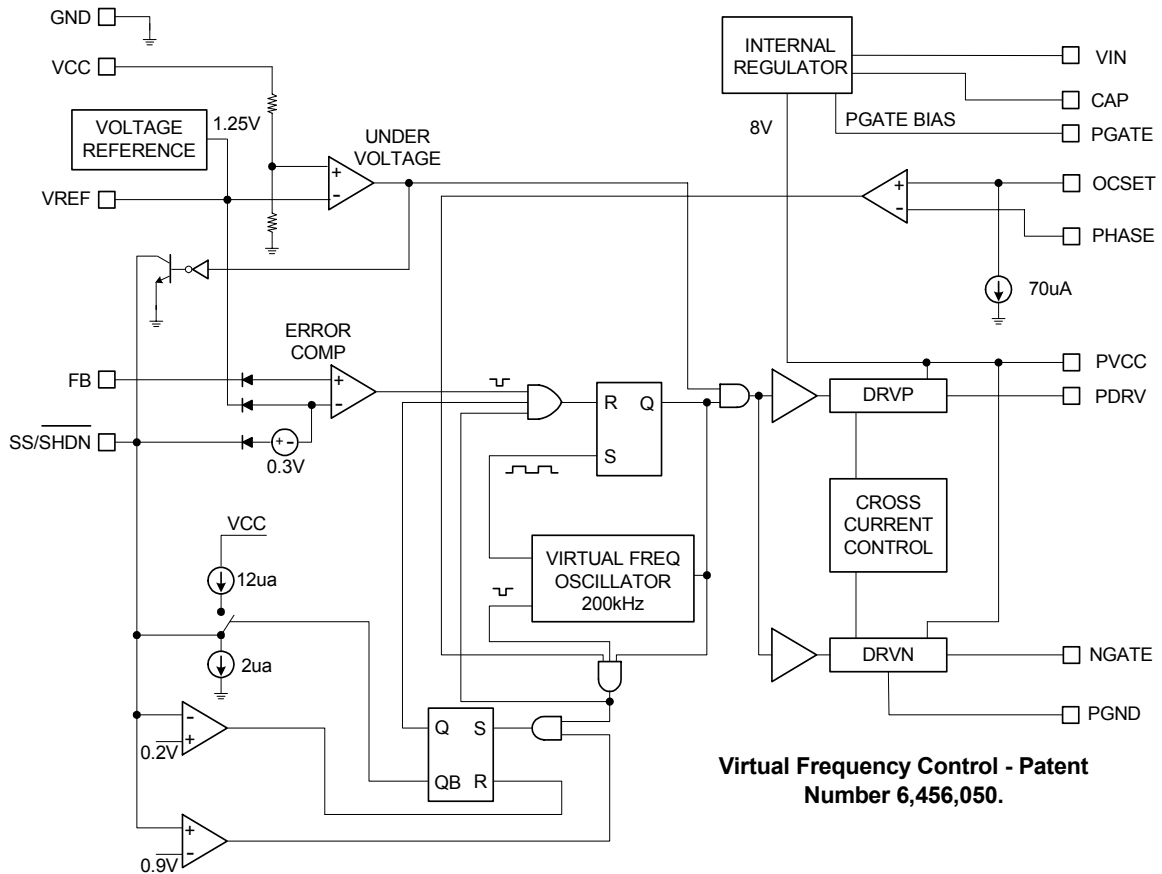 GND
VCC
VOLTAGE
REFERENCE
1.25V
VREF
UNDER
VOLTAGE
+
-
INTERNAL
REGULATOR
8V
PGATE BIAS
VIN
CAP
PGATE
OCSET
PHASE
+
-
70uA
ERROR
COMP
FB
+
-
SS/SHDN
+ -
0.3V
R Q
S
DRVP
PVCC
PDRV
CROSS
CURRENT
CONTROL
VCC
12ua
2ua
VIRTUAL FREQ
OSCILLATOR
200kHz
DRVN
NGATE
PGND
-
+
0.2V
Q S
QB R
+
-
0.9V
Virtual Frequency Control - Patent
Number 6,456,050.